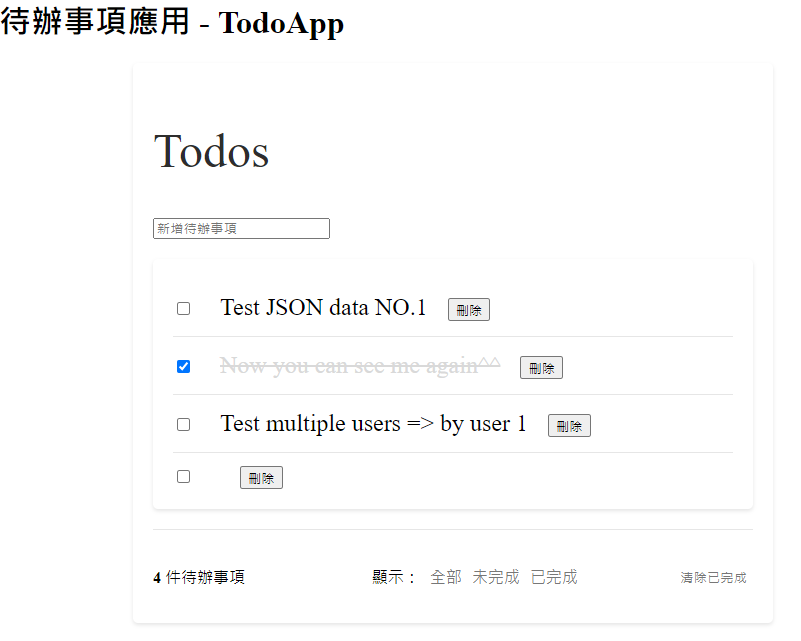 待辦事項應用 - TodoApp
Todos
新增待辦事項
Test JSON data NO.1 刪除
Now you can see me again^^ 刪除
Test multiple users => by user 1 刪除
刪除
4 件待辦事項 顯示： 全部 未完成 已完成 清除已完成